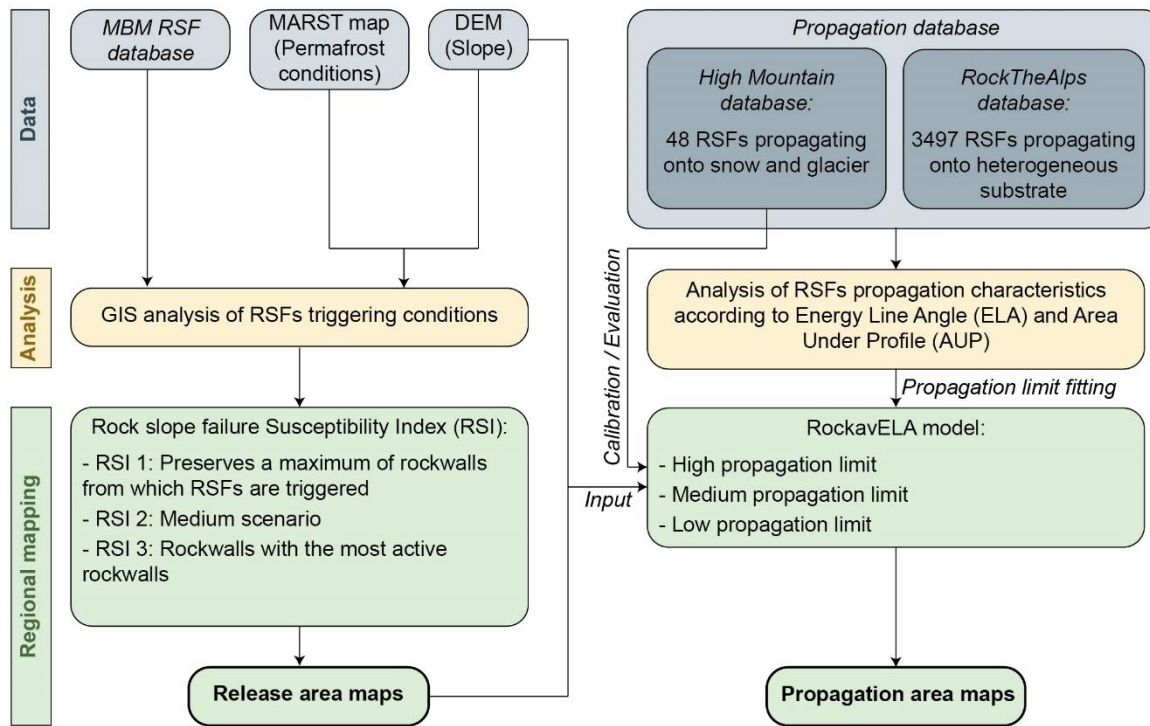 Data
MBM RSF
database
MARST map
(Permafrost
conditions)
DEM
(Slope)
Propagation database
High Mountain
database:
48 RSFs propagating
onto snow and glacier
RockTheAlps
database:
3497 RSFs propagating
onto heterogeneous
substrate
Analysis
GIS analysis of RSFs triggering conditions
Calibration / Evaluation
Analysis of RSFs propagation characteristics
according to Energy Line Angle (ELA) and Area
Under Profile (AUP)
Propagation limit fitting
Regional mapping
Rock slope failure Susceptibility Index (RSI):
- RSI 1: Preserves a maximum of rockwalls
from which RSFs are triggered
- RSI 2: Medium scenario
- RSI 3: Rockwalls with the most active
rockwalls
Input
RockavELA model:
- High propagation limit
- Medium propagation limit
- Low propagation limit
Release area maps
Propagation area maps